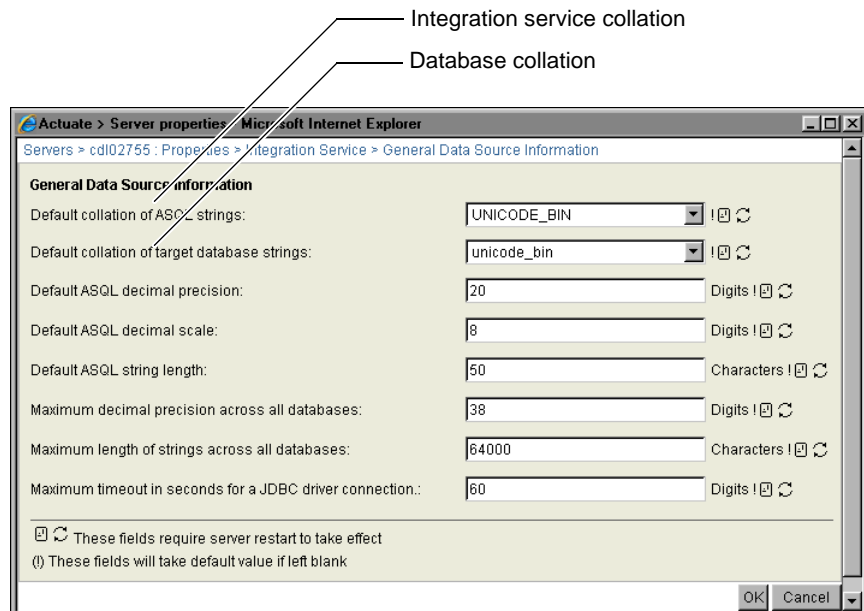 Integration service collation
Database collation
Actuate > Server properties - Microsoft Internet Explorer
Servers > cdl02755 : Properties > Integration Service > General Data Source Information
General Data Source Information
Default collation of ASQL strings: UNICODE_BIN !
Default collation of target database strings: unicode_bin !
Default ASQL decimal precision: 20 Digits !
Default ASQL decimal scale: 8 Digits !
Default ASQL string length: 50 Characters !
Maximum decimal precision across all databases: 38 Digits !
Maximum length of strings across all databases: 64000 Characters !
Maximum timeout in seconds for a JDBC driver connection.: 60 Digits !
These fields require server restart to take effect
(!) These fields will take default value if left blank
OK Cancel